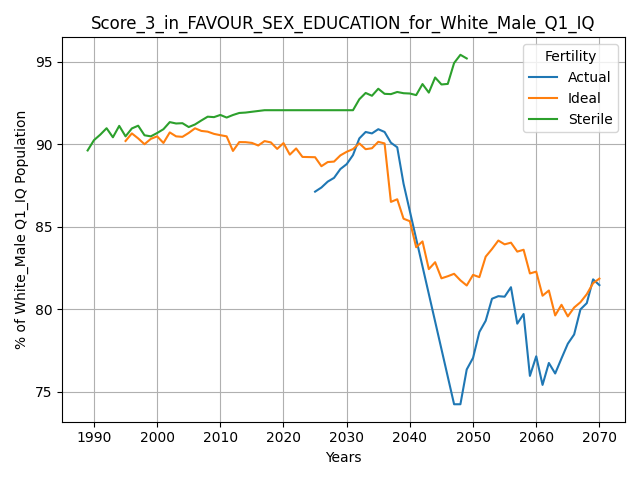 Score_3_in_FAVOUR_SEX_EDUCATION_for_White_Male_Q1_IQ
Fertility
Actual
Ideal
Sterile
% of White_Male Q1_IQ Population
95
90
85
80
75
1990 2000 2010 2020 2030 2040 2050 2060 2070
Years